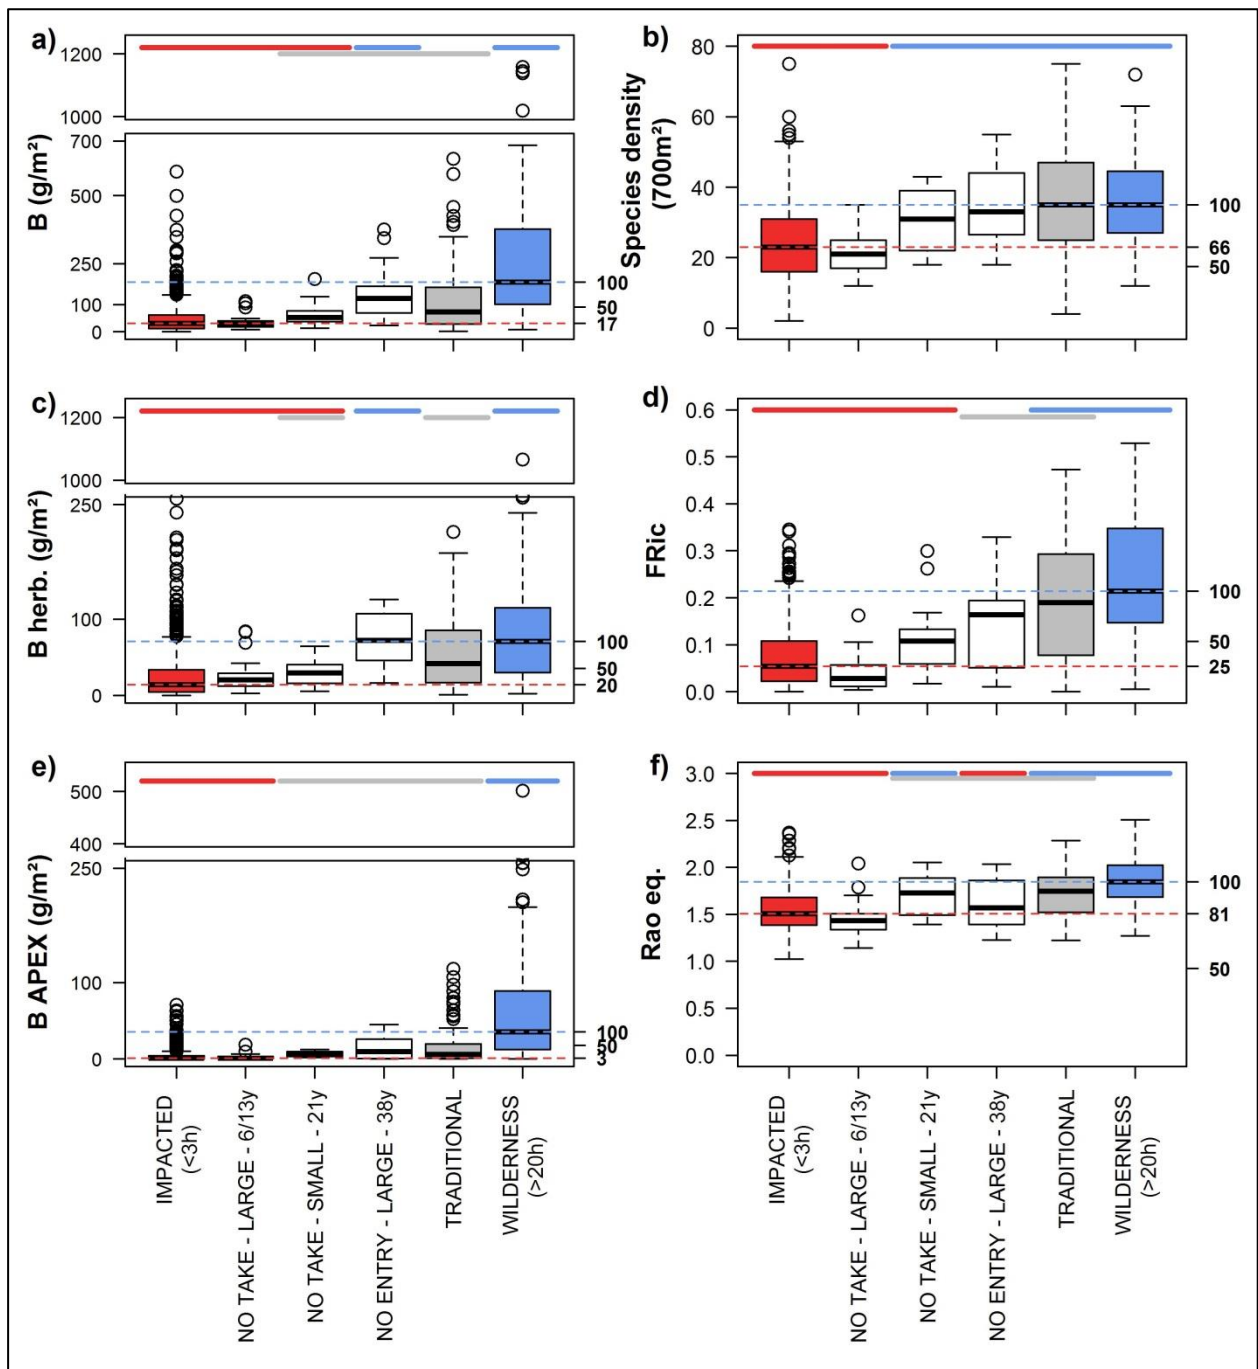 a)
1200
1000
700
500
250
100
0
B (g/m²)
100
50
17
b)
80
60
40
20
0
Species density
(700m²)
100
66
50
c)
1200
1000
250
100
0
B herb. (g/m²)
100
50
20
d)
0.6
0.5
0.4
0.3
0.2
0.1
0.0
FRic
100
50
25
e)
500
400
250
100
0
B APEX (g/m²)
100
50
3
f)
3.0
2.5
2.0
1.5
1.0
0.5
0.0
Rao eq.
100
81
50
IMPACTED
(<3h)
NO TAKE - LARGE - 6/13y
NO TAKE - SMALL - 21y
NO ENTRY - LARGE - 38y
TRADITIONAL
WILDERNESS
(>20h)
IMPACTED
(<3h)
NO TAKE - LARGE - 6/13y
NO TAKE - SMALL - 21y
NO ENTRY - LARGE - 38y
TRADITIONAL
WILDERNESS
(>20h)